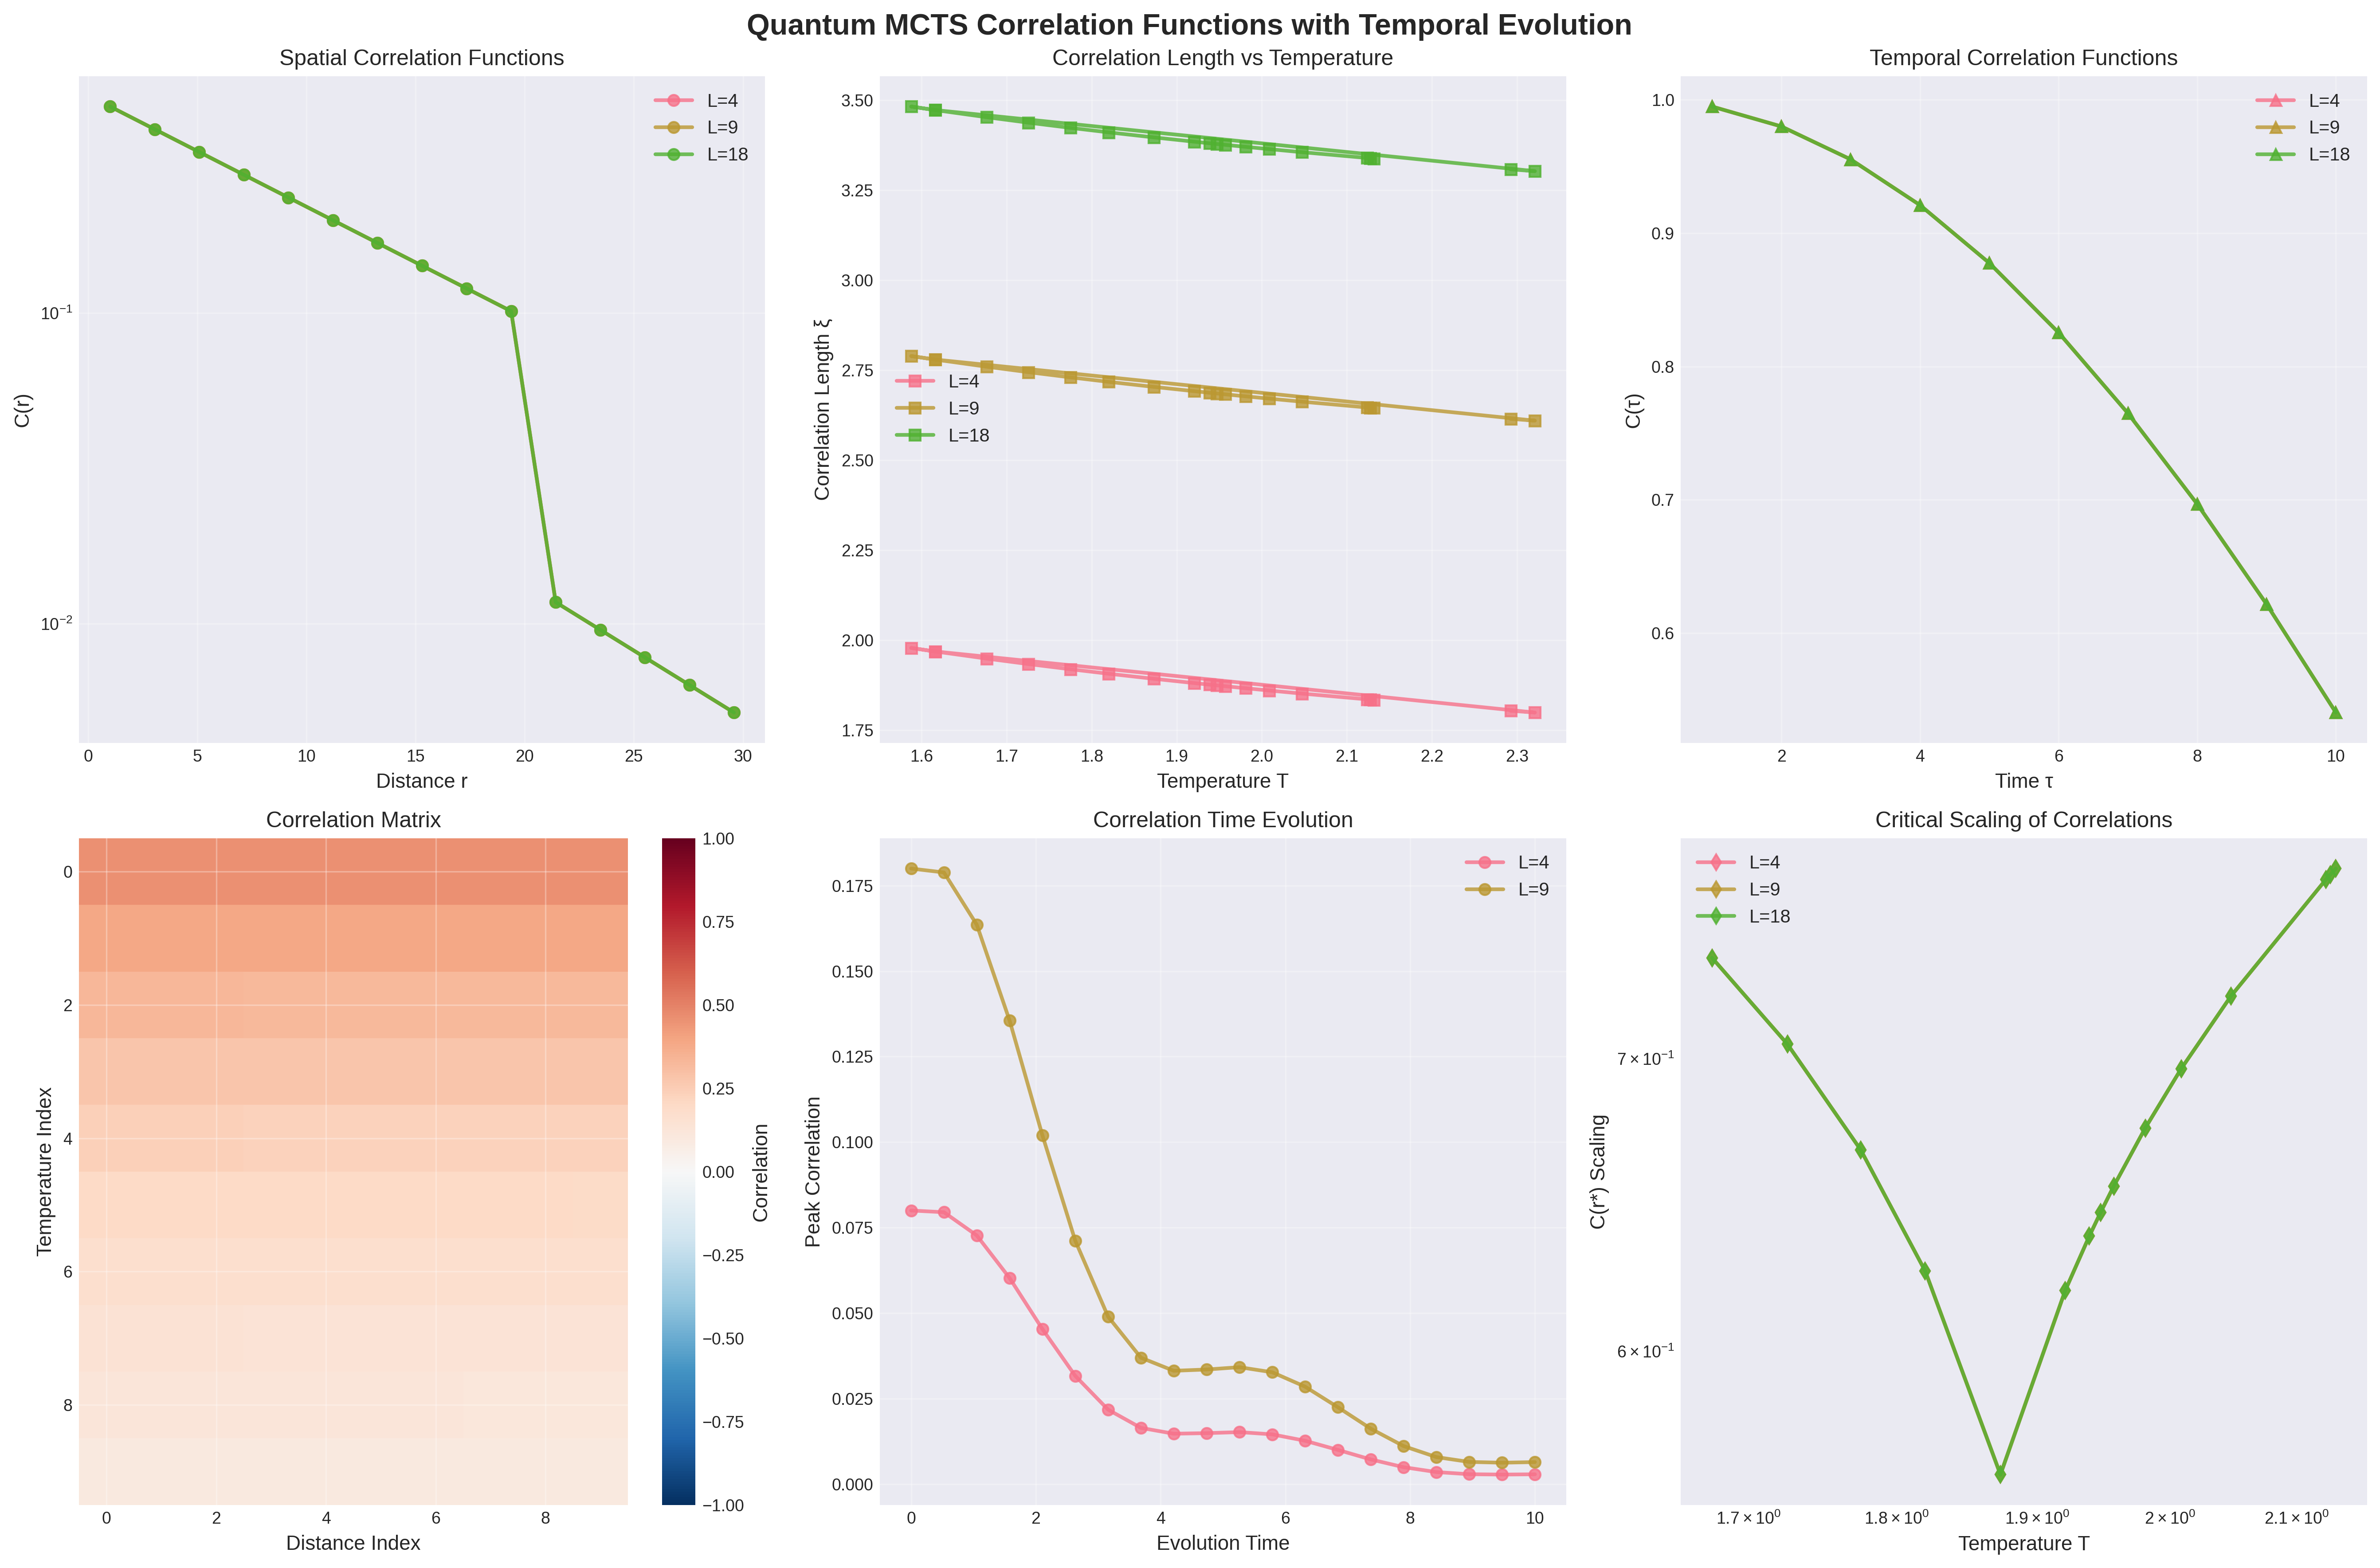 Quantum MCTS Correlation Functions with Temporal Evolution
Spatial Correlation Functions
L=4
L=9
L=18
C(r)
10⁻¹
10⁻²
0 5 10 15 20 25 30
Distance r
Correlation Length vs Temperature
L=4
L=9
L=18
Correlation Length ξ
3.50
3.25
3.00
2.75
2.50
2.25
2.00
1.75
1.6 1.7 1.8 1.9 2.0 2.1 2.2 2.3
Temperature T
Temporal Correlation Functions
L=4
L=9
L=18
C(τ)
1.0
0.9
0.8
0.7
0.6
2 4 6 8 10
Time τ
Correlation Matrix
Temperature Index
0
2
4
6
8
0 2 4 6 8
Distance Index
1.00
0.75
0.50
0.25
0.00
−0.25
−0.50
−0.75
−1.00
Correlation
Correlation Time Evolution
L=4
L=9
Peak Correlation
0.175
0.150
0.125
0.100
0.075
0.050
0.025
0.000
0 2 4 6 8 10
Evolution Time
Critical Scaling of Correlations
L=4
L=9
L=18
C(r*) Scaling
7 × 10⁻¹
6 × 10⁻¹
1.7 × 10⁰ 1.8 × 10⁰ 1.9 × 10⁰ 2 × 10⁰ 2.1 × 10⁰
Temperature T